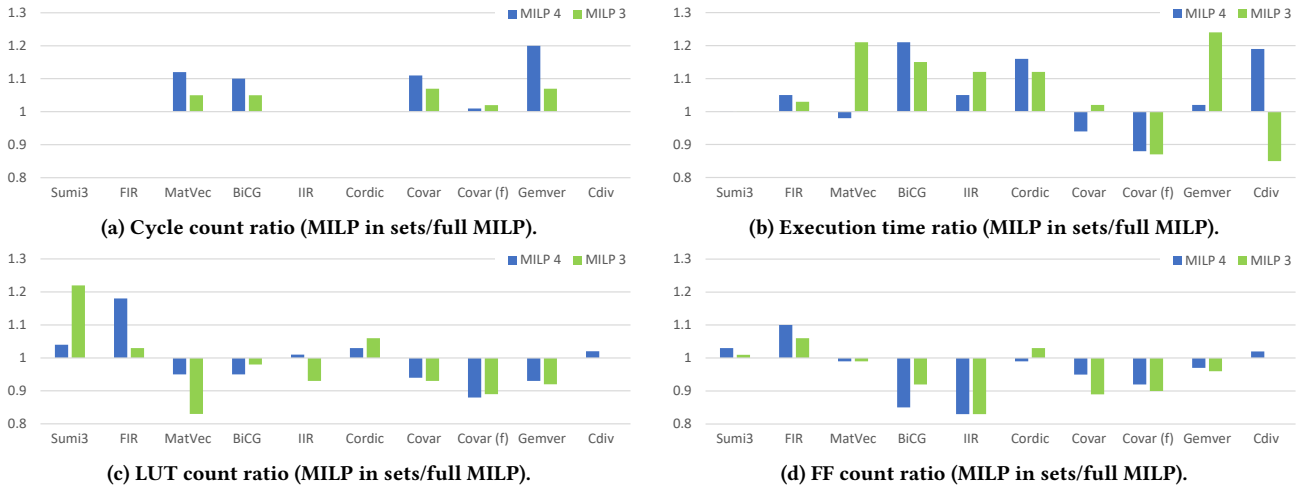 1.3
MILP 4 MILP 3
1.2
1.1
1
0.9
0.8
Sumi3 FIR MatVec BiCG IIR Cordic Covar Covar (f) Gemver Cdiv
(a) Cycle count ratio (MILP in sets/full MILP).
1.3
MILP 4 MILP 3
1.2
1.1
1
0.9
0.8
Sumi3 FIR MatVec BiCG IIR Cordic Covar Covar (f) Gemver Cdiv
(b) Execution time ratio (MILP in sets/full MILP).
1.3
MILP 4 MILP 3
1.2
1.1
1
0.9
0.8
Sumi3 FIR MatVec BiCG IIR Cordic Covar Covar (f) Gemver Cdiv
(c) LUT count ratio (MILP in sets/full MILP).
1.3
MILP 4 MILP 3
1.2
1.1
1
0.9
0.8
Sumi3 FIR MatVec BiCG IIR Cordic Covar Covar (f) Gemver Cdiv
(d) FF count ratio (MILP in sets/full MILP).